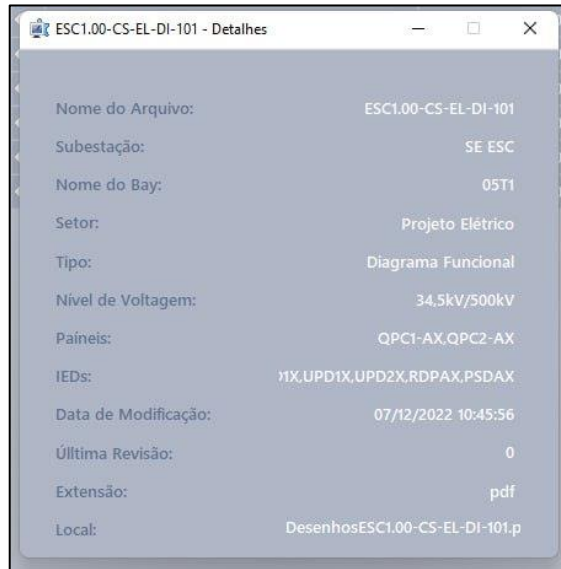 ESC1.00-CS-EL-DI-101 - Detalhes
Nome do Arquivo: ESC1.00-CS-EL-DI-101
Subestação: SE ESC
Nome do Bay: 05T1
Setor: Projeto Elétrico
Tipo: Diagrama Funcional
Nível de Voltagem: 34,5kV/500kV
Paíneis: QPC1-AX,QPC2-AX
IEDs: 1X,UPD1X,UPD2X,RDPAX,PSDAX
Data de Modificação: 07/12/2022 10:45:56
Úlltima Revisão: 0
Extensão: pdf
Local: DesenhosESC1.00-CS-EL-DI-101.p